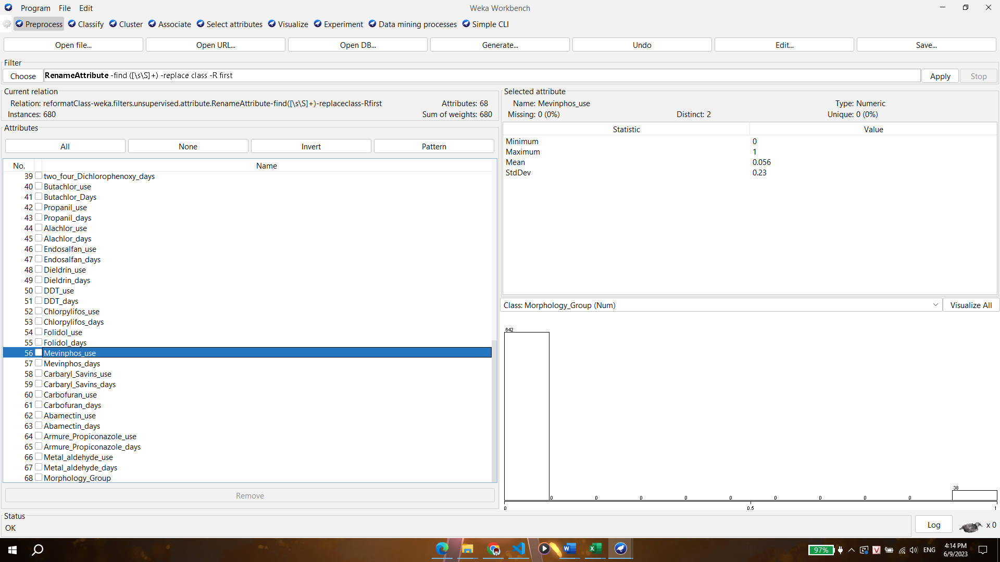 Program File Edit Weka Workbench
Preprocess Classify Cluster Associate Select attributes Visualize Experiment Data mining processes Simple CLI
Open file... Open URL... Open DB... Generate... Undo Edit... Save...
Filter
Choose RenameAttribute -find ([\s\S]+) -replace class -R first Apply Stop
Current relation
Relation: reformatClass-weka.filters.unsupervised.attribute.RenameAttribute-find([\s\S]+)-replaceclass-Rfirst Attributes: 68
Instances: 680 Sum of weights: 680
Attributes
All None Invert Pattern
No. Name
39 two_four_Dichlorophenoxy_days
40 Butachlor_use
41 Butachlor_Days
42 Propanil_use
43 Propanil_days
44 Alachlor_use
45 Alachlor_days
46 Endosalfan_use
47 Endosalfan_days
48 Dieldrin_use
49 Dieldrin_days
50 DDT_use
51 DDT_days
52 Chlorpylifos_use
53 Chlorpylifos_days
54 Folidol_use
55 Folidol_days
56 Mevinphos_use
57 Mevinphos_days
58 Carbaryl_Savins_use
59 Carbaryl_Savins_days
60 Carbofuran_use
61 Carbofuran_days
62 Abamectin_use
63 Abamectin_days
64 Armure_Propiconazole_use
65 Armure_Propiconazole_days
66 Metal_aldehyde_use
67 Metal_aldehyde_days
68 Morphology_Group
Remove
Selected attribute
Name: Mevinphos_use Type: Numeric
Missing: 0 (0%) Distinct: 2 Unique: 0 (0%)
Statistic Value
Minimum 0
Maximum 1
Mean 0.056
StdDev 0.23
Class: Morphology_Group (Num) Visualize All
642
38
0 0 0 0 0 0 0 0 0
0 0.5 1
Status
OK
Log x 0
97% ENG 4:14 PM
6/9/2023